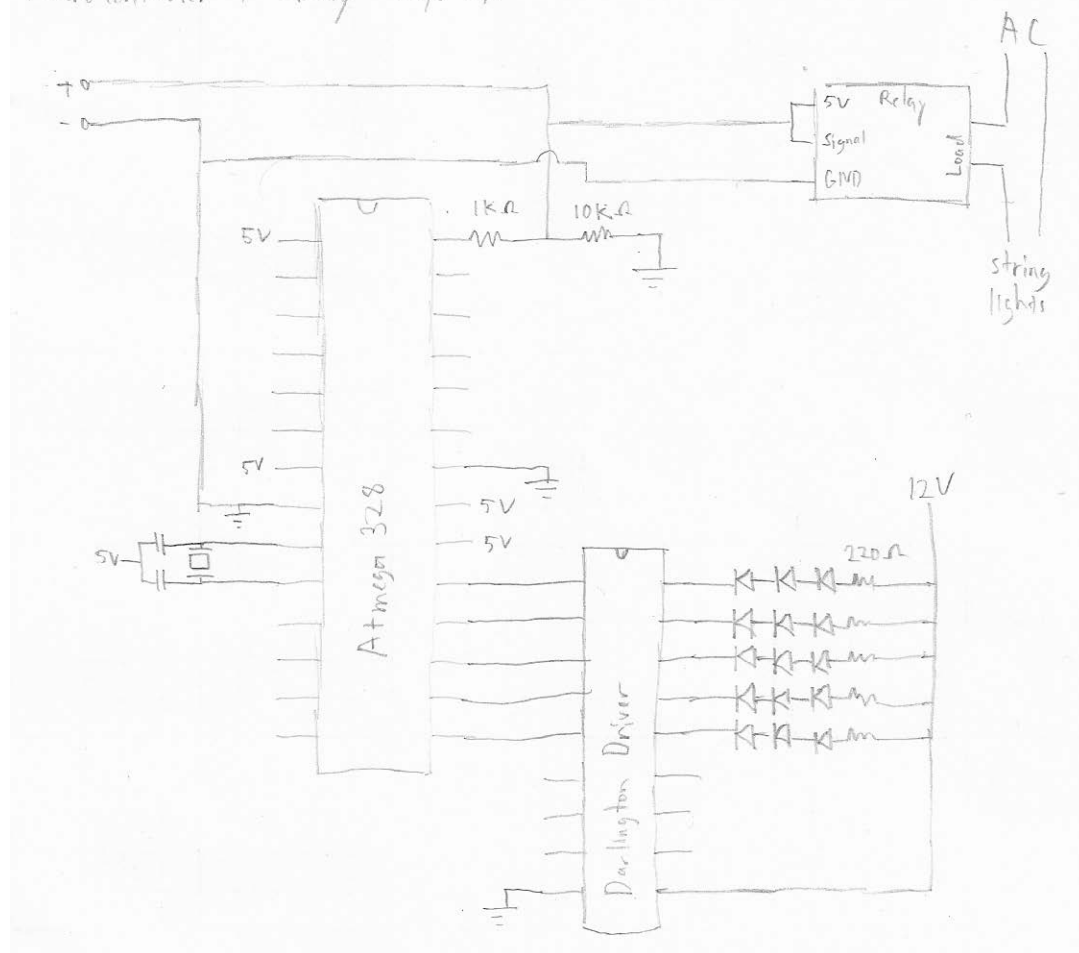 AC
+
-
5V Relay
Signal
Load
GND
1KΩ 10KΩ
5V
string
lights
5V
5V
5V
5V
Atmega 328
12V
220Ω
Darlington Driver